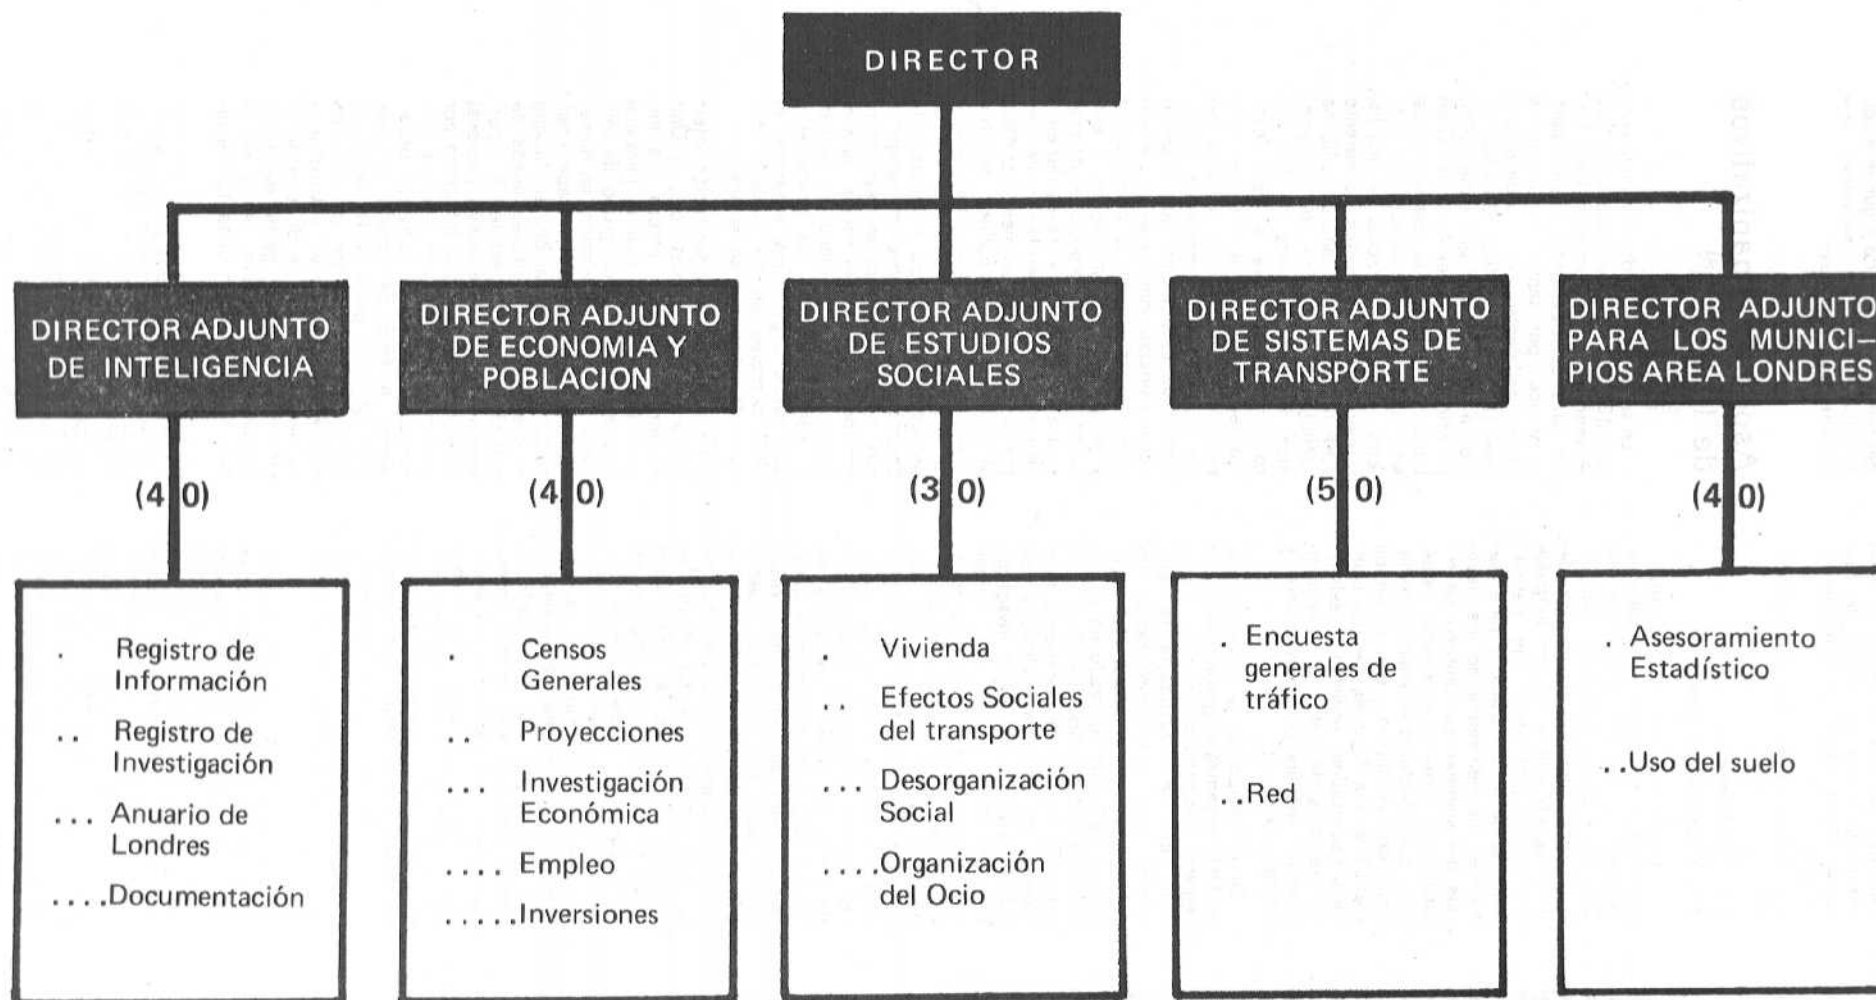 DIRECTOR
DIRECTOR ADJUNTO
DE INTELIGENCIA
DIRECTOR ADJUNTO
DE ECONOMIA Y
POBLACION
DIRECTOR ADJUNTO
DE ESTUDIOS
SOCIALES
DIRECTOR ADJUNTO
DE SISTEMAS DE
TRANSPORTE
DIRECTOR ADJUNTO
PARA LOS MUNICI–
PIOS AREA LONDRES
(4 0)
(4 0)
(3 0)
(5 0)
(4 0)
. Registro de
Información
.. Registro de
Investigación
... Anuario de
Londres
....Documentación
. Censos
Generales
.. Proyecciones
... Investigación
Económica
.... Empleo
.....Inversiones
. Vivienda
.. Efectos Sociales
del transporte
... Desorganización
Social
....Organización
del Ocio
. Encuesta
generales de
tráfico
..Red
. Asesoramiento
Estadístico
..Uso del suelo